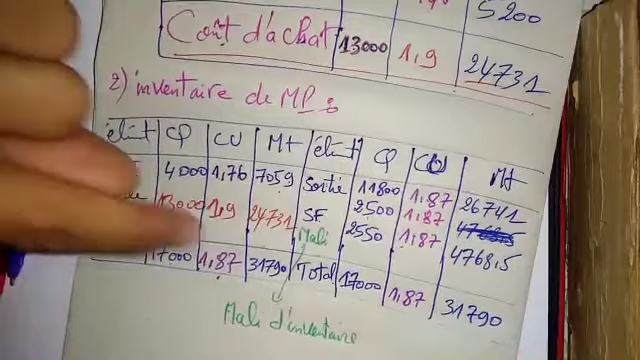 5200
Coût d'achat 13000 1,9 24731
2) inventaire de MP :
élmt QP CU Mt élmt QP CU Mt
4000 1,76 7059 Sortie 11800 1.87 26741
13000 1,9 24731 SF 2500 1,87
Mali 2550 1,87 4768,5
17000 1,87 31790 Total 17000 1,87 31790
Mali d'inventaire